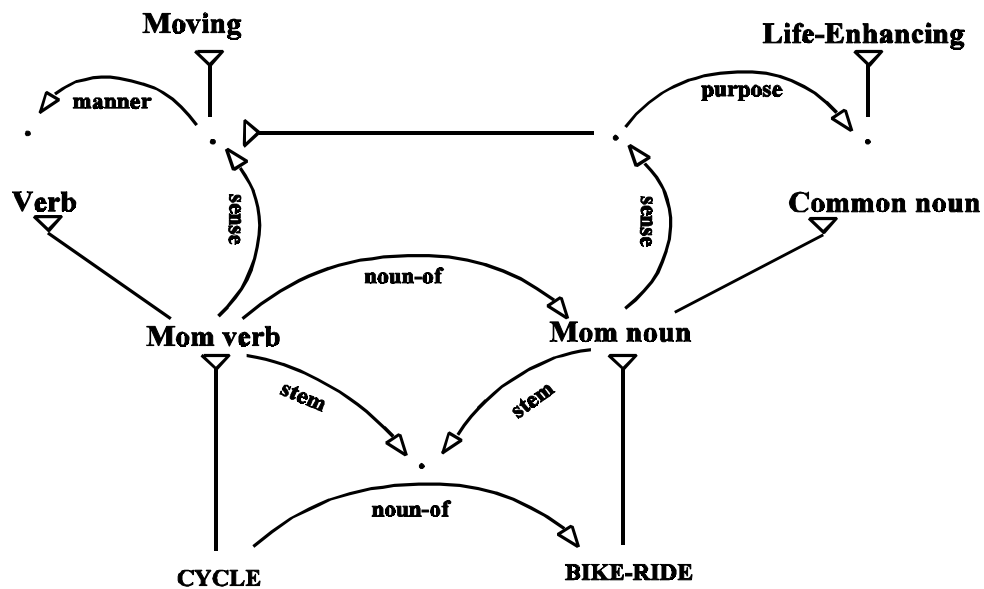 Moving
Life-Enhancing
manner
purpose
Verb
sense
sense
Common noun
noun-of
Mom verb
Mom noun
stem
stem
noun-of
CYCLE
BIKE-RIDE